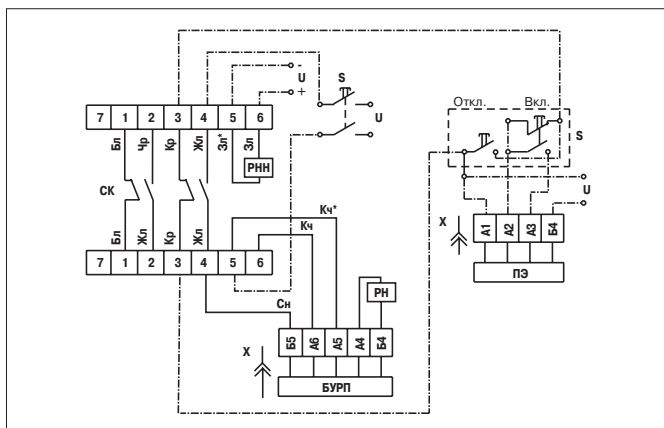 -
U
+
S
U
Откл. Вкл.
S
U
7 1 2 3 4 5 6
Бл Чр Кр Жл Зл* Зл
РНН
СК
Бл Жл Кр Жл
7 1 2 3 4 5 6
Кч*
Кч
Сн
РН
X
Б5 А6 А5 А4 Б4
БУРП
X
А1 А2 А3 Б4
ПЭ